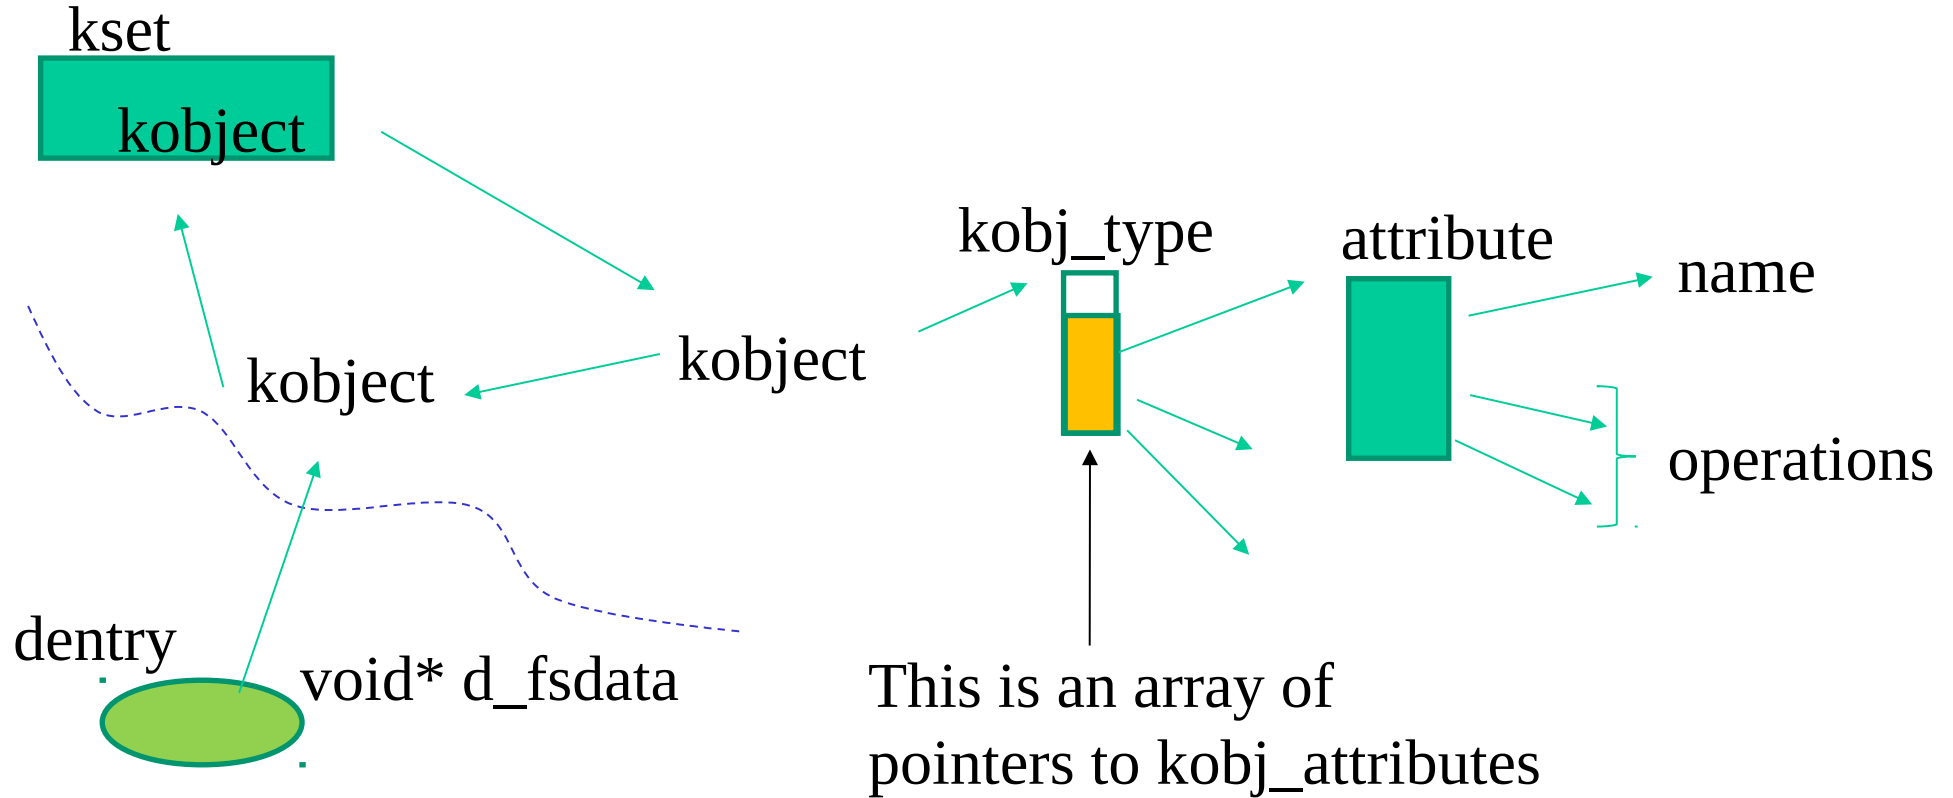 kset
kobject
kobj_type
attribute
name
kobject
kobject
operations
dentry
void* d_fsdata
This is an array of
pointers to kobj_attributes